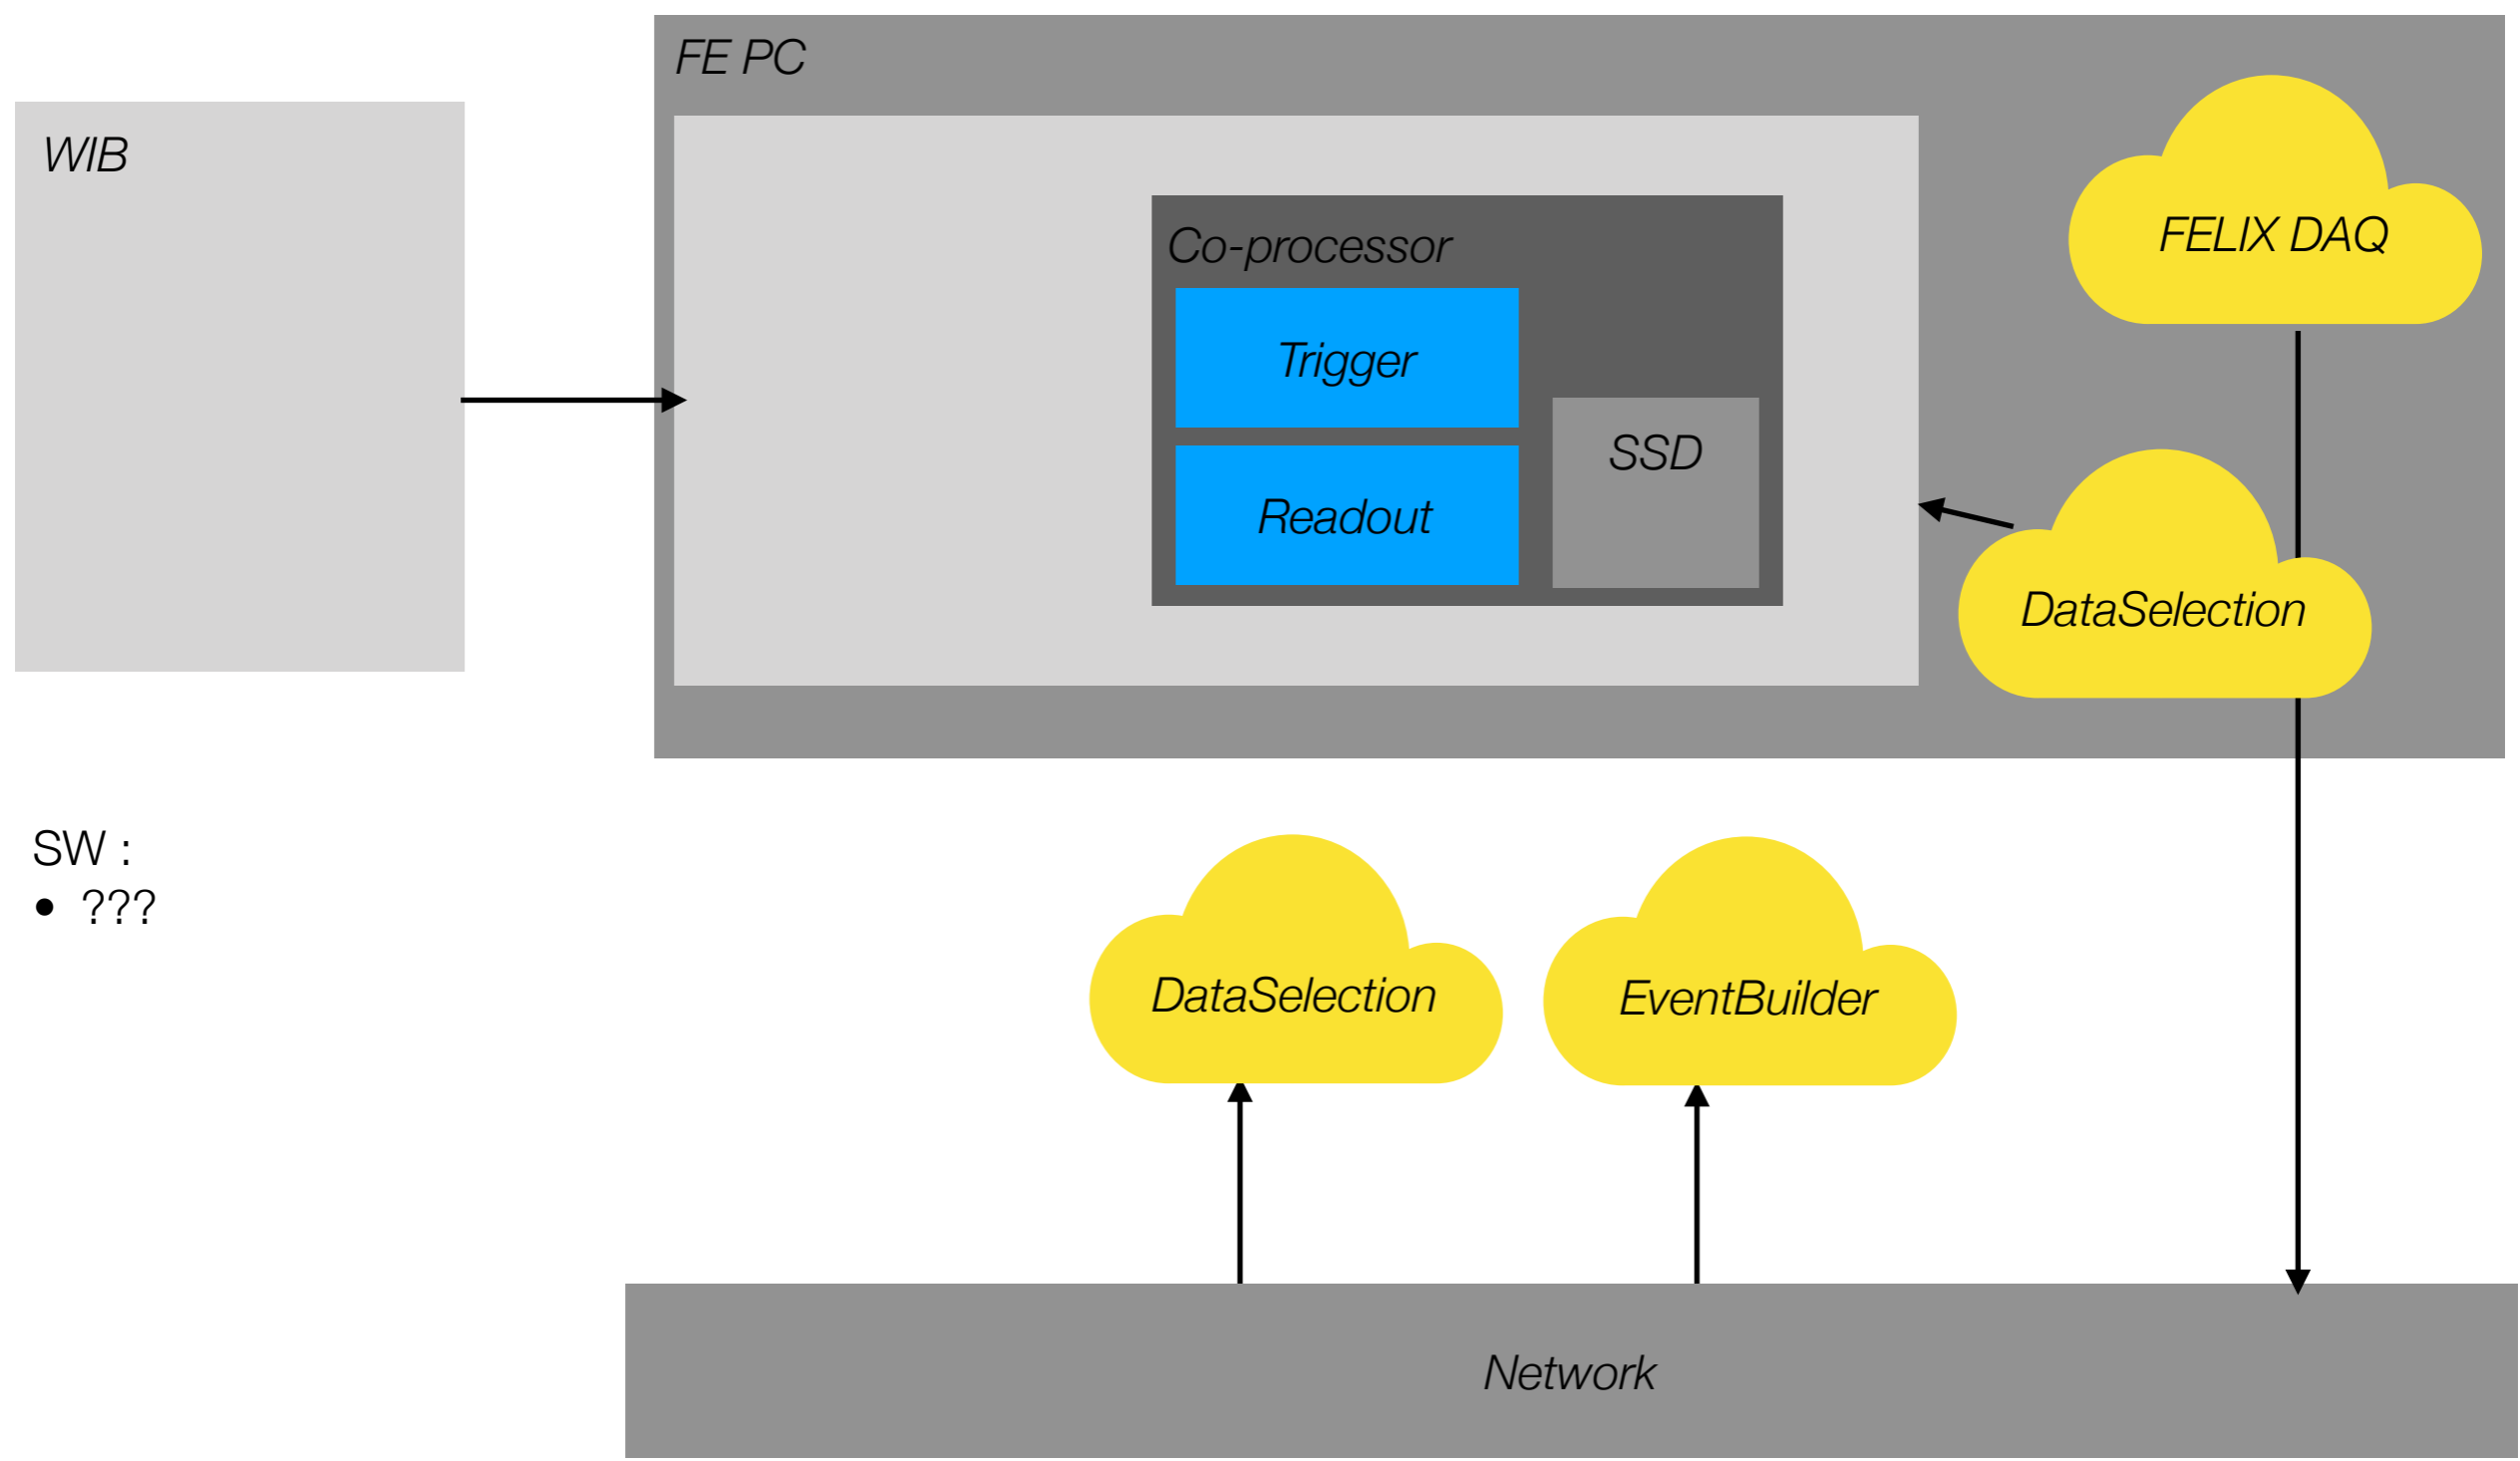 FE PC
WIB
FELIX DAQ
Co-processor
Trigger
SSD
Readout
DataSelection
SW :
• ???
DataSelection
EventBuilder
Network